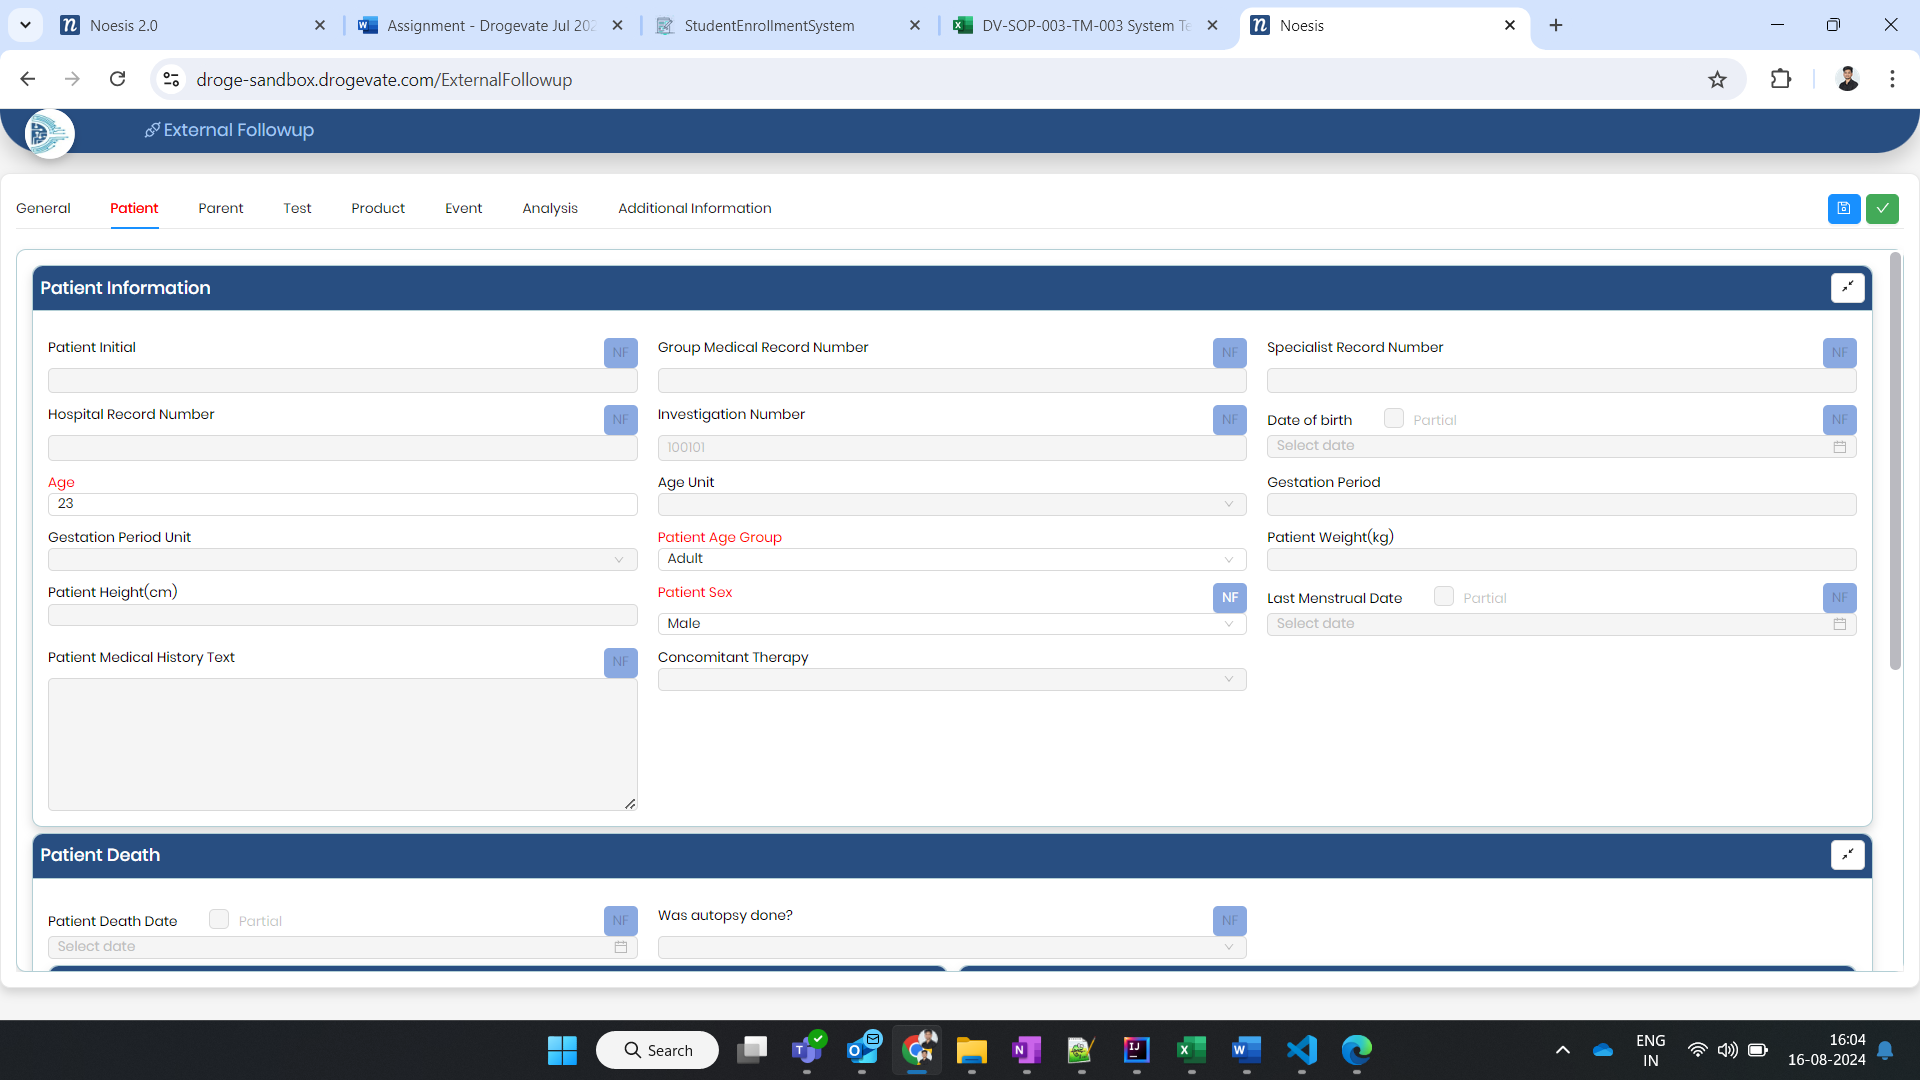 Noesis 2.0
Assignment - Drogevate Jul 202
StudentEnrollmentSystem
DV-SOP-003-TM-003 System Te
Noesis
droge-sandbox.drogevate.com/ExternalFollowup
External Followup
General Patient Parent Test Product Event Analysis Additional Information
Patient Information
Patient Initial NF Group Medical Record Number NF Specialist Record Number NF
Hospital Record Number NF Investigation Number NF Date of birth Partial NF
100101 Select date
Age Age Unit Gestation Period
23
Gestation Period Unit Patient Age Group Patient Weight(kg)
Adult
Patient Height(cm) Patient Sex NF Last Menstrual Date Partial NF
Male Select date
Patient Medical History Text NF Concomitant Therapy
Patient Death
Patient Death Date Partial NF Was autopsy done? NF
Select date
Search
ENG
IN
16:04
16-08-2024